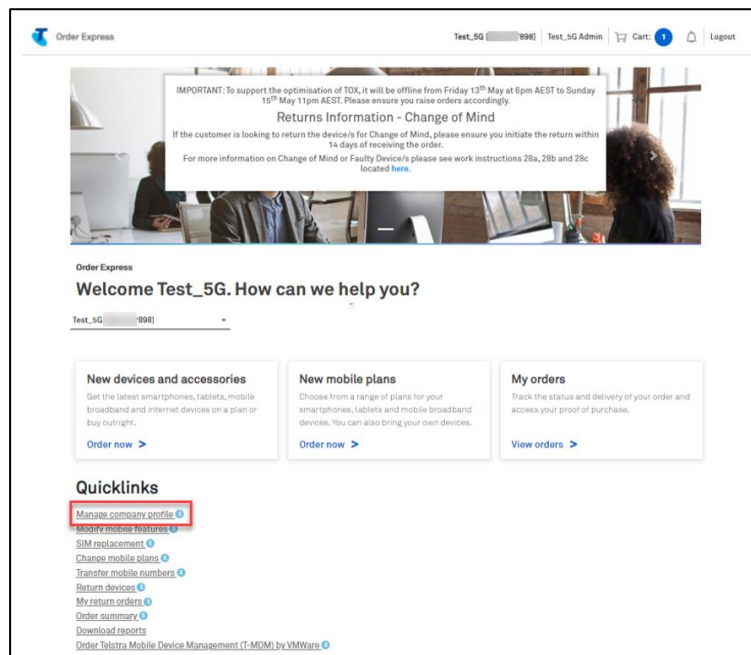 Order Express
Test_5G [ 898]
Test_5G Admin
Cart: 1
Logout
IMPORTANT: To support the optimisation of TOX, it will be offline from Friday 13th May at 6pm AEST to Sunday
15th May 11pm AEST. Please ensure you raise orders accordingly.
Returns Information - Change of Mind
If the customer is looking to return the device/s for Change of Mind, please ensure you initiate the return within
14 days of receiving the order.
For more information on Change of Mind or Faulty Device/s please see work instructions 28a, 28b and 28c
located here.
Order Express
Welcome Test_5G. How can we help you?
Test_5G 898]
New devices and accessories
Get the latest smartphones, tablets, mobile
broadband and internet devices on a plan or
buy outright.
Order now >
New mobile plans
Choose from a range of plans for your
smartphones, tablets and mobile broadband
devices. You can also bring your own devices.
Order now >
My orders
Track the status and delivery of your order and
access your proof of purchase.
View orders >
Quicklinks
Manage company profile
Modify mobile features
SIM replacement
Change mobile plans
Transfer mobile numbers
Return devices
My return orders
Order summary
Download reports
Order Telstra Mobile Device Management (T-MDM) by VMWare